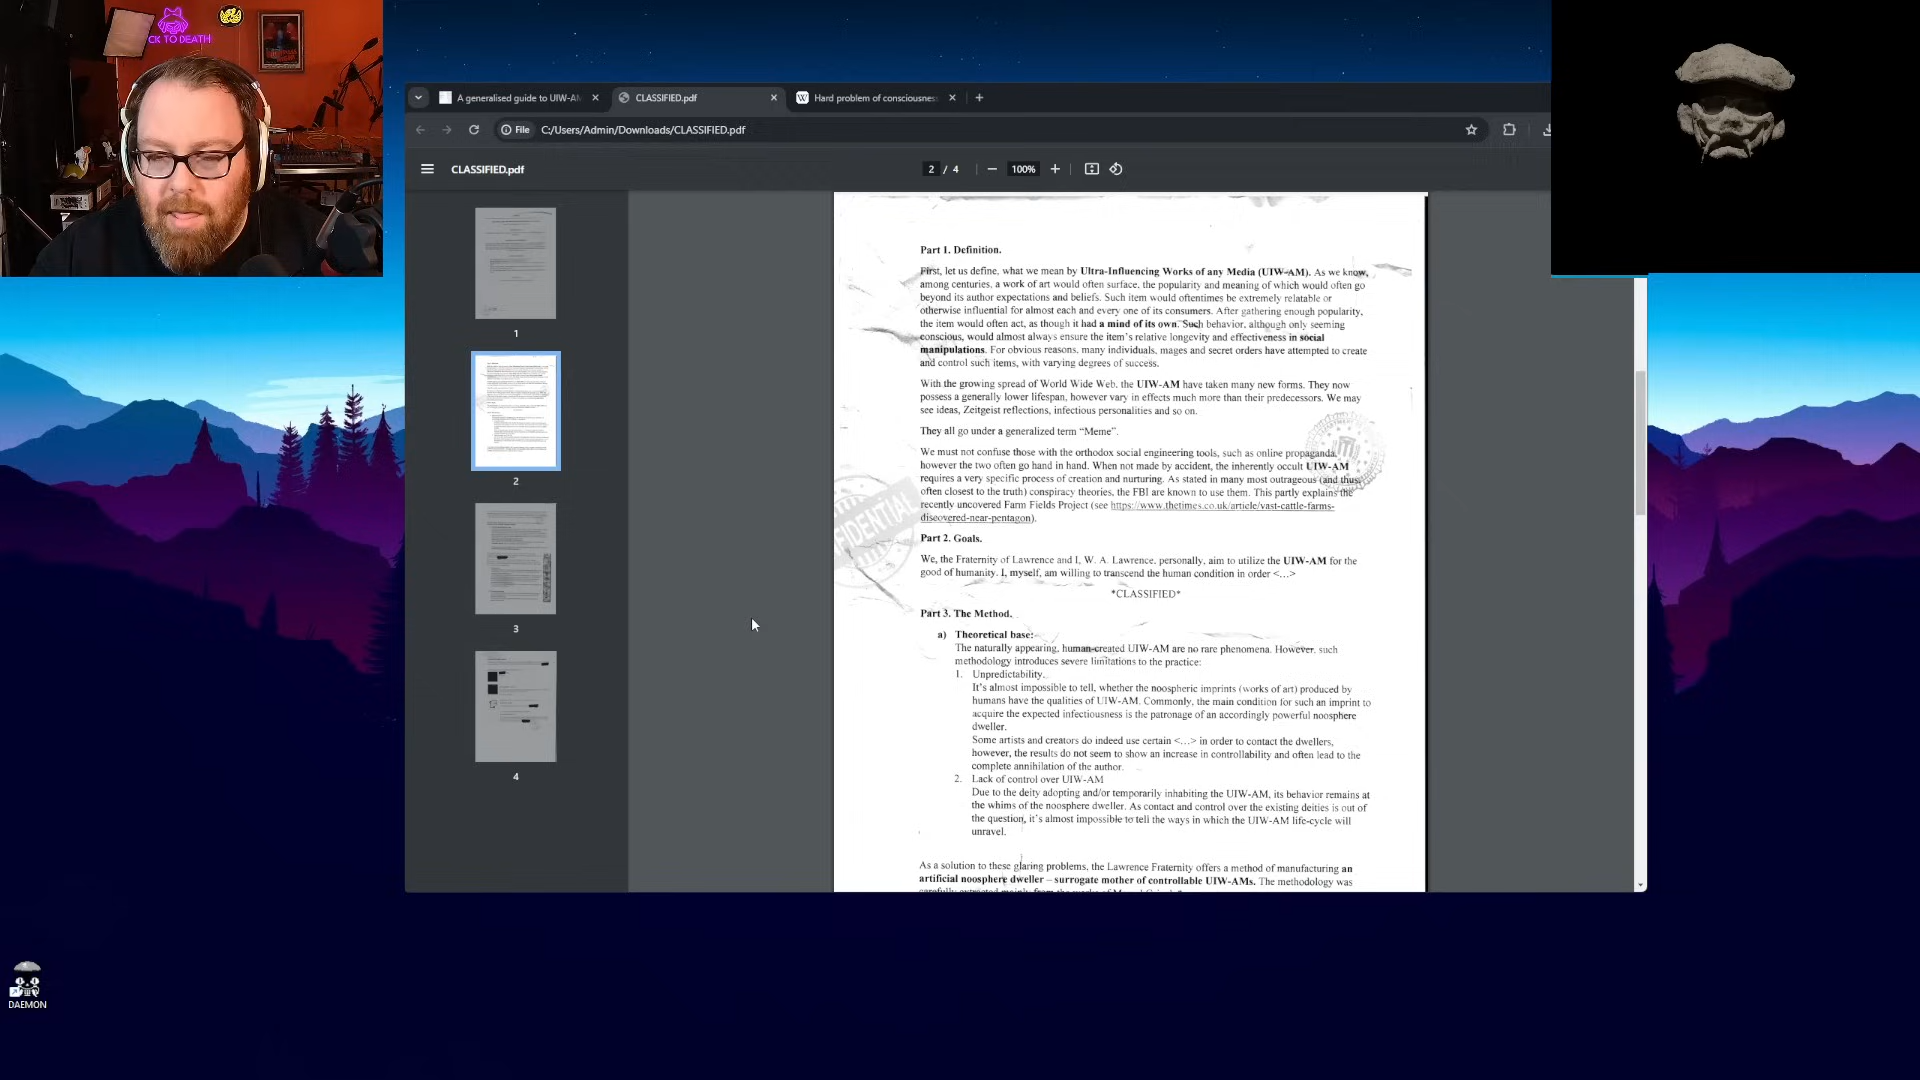 CK TO DEATH
A generalised guide to UIW-AM
CLASSIFIED.pdf
Hard problem of consciousness
File
C:/Users/Admin/Downloads/CLASSIFIED.pdf
CLASSIFIED.pdf
2 / 4
100%
1
2
3
4
Part 1. Definition.
First, let us define, what we mean by Ultra-Influencing Works of any Media (UIW-AM). As we know,
among centuries, a work of art would often surface, the popularity and meaning of which would often go
beyond its author expectations and beliefs. Such item would oftentimes be extremely relatable or
otherwise influential for almost each and every one of its consumers. After gathering enough popularity,
the item would often act, as though it had a mind of its own. Such behavior, although only seeming
conscious, would almost always ensure the item's relative longevity and effectiveness in social
manipulations. For obvious reasons, many individuals, mages and secret orders have attempted to create
and control such items, with varying degrees of success.
With the growing spread of World Wide Web, the UIW-AM have taken many new forms. They now
possess a generally lower lifespan, however vary in effects much more than their predecessors. We may
see ideas, Zeitgeist reflections, infectious personalities and so on.
They all go under a generalized term “Meme”.
We must not confuse those with the orthodox social engineering tools, such as online propaganda,
however the two often go hand in hand. When not made by accident, the inherently occult UIW-AM
requires a very specific process of creation and nurturing. As stated in many most outrageous (and thus,
often closest to the truth) conspiracy theories, the FBI are known to use them. This partly explains the
recently uncovered Farm Fields Project (see https://www.thetimes.co.uk/article/vast-cattle-farms-
discovered-near-pentagon).
Part 2. Goals.
We, the Fraternity of Lawrence and I, W. A. Lawrence, personally, aim to utilize the UIW-AM for the
good of humanity. I, myself, am willing to transcend the human condition in order <...>
*CLASSIFIED*
Part 3. The Method.
a) Theoretical base:
The naturally appearing, human-created UIW-AM are no rare phenomena. However, such
methodology introduces severe limitations to the practice:
1. Unpredictability.
It's almost impossible to tell, whether the noospheric imprints (works of art) produced by
humans have the qualities of UIW-AM. Commonly, the main condition for such an imprint to
acquire the expected infectiousness is the patronage of an accordingly powerful noosphere
dweller.
Some artists and creators do indeed use certain <...> in order to contact the dwellers,
however, the results do not seem to show an increase in controllability and often lead to the
complete annihilation of the author.
2. Lack of control over UIW-AM
Due to the deity adopting and/or temporarily inhabiting the UIW-AM, its behavior remains at
the whims of the noosphere dweller. As contact and control over the existing deities is out of
the question, it's almost impossible to tell the ways in which the UIW-AM life-cycle will
unravel.
As a solution to these glaring problems, the Lawrence Fraternity offers a method of manufacturing an
artificial noosphere dweller – surrogate mother of controllable UIW-AMs. The methodology was
FIDENTIAL
DAEMON